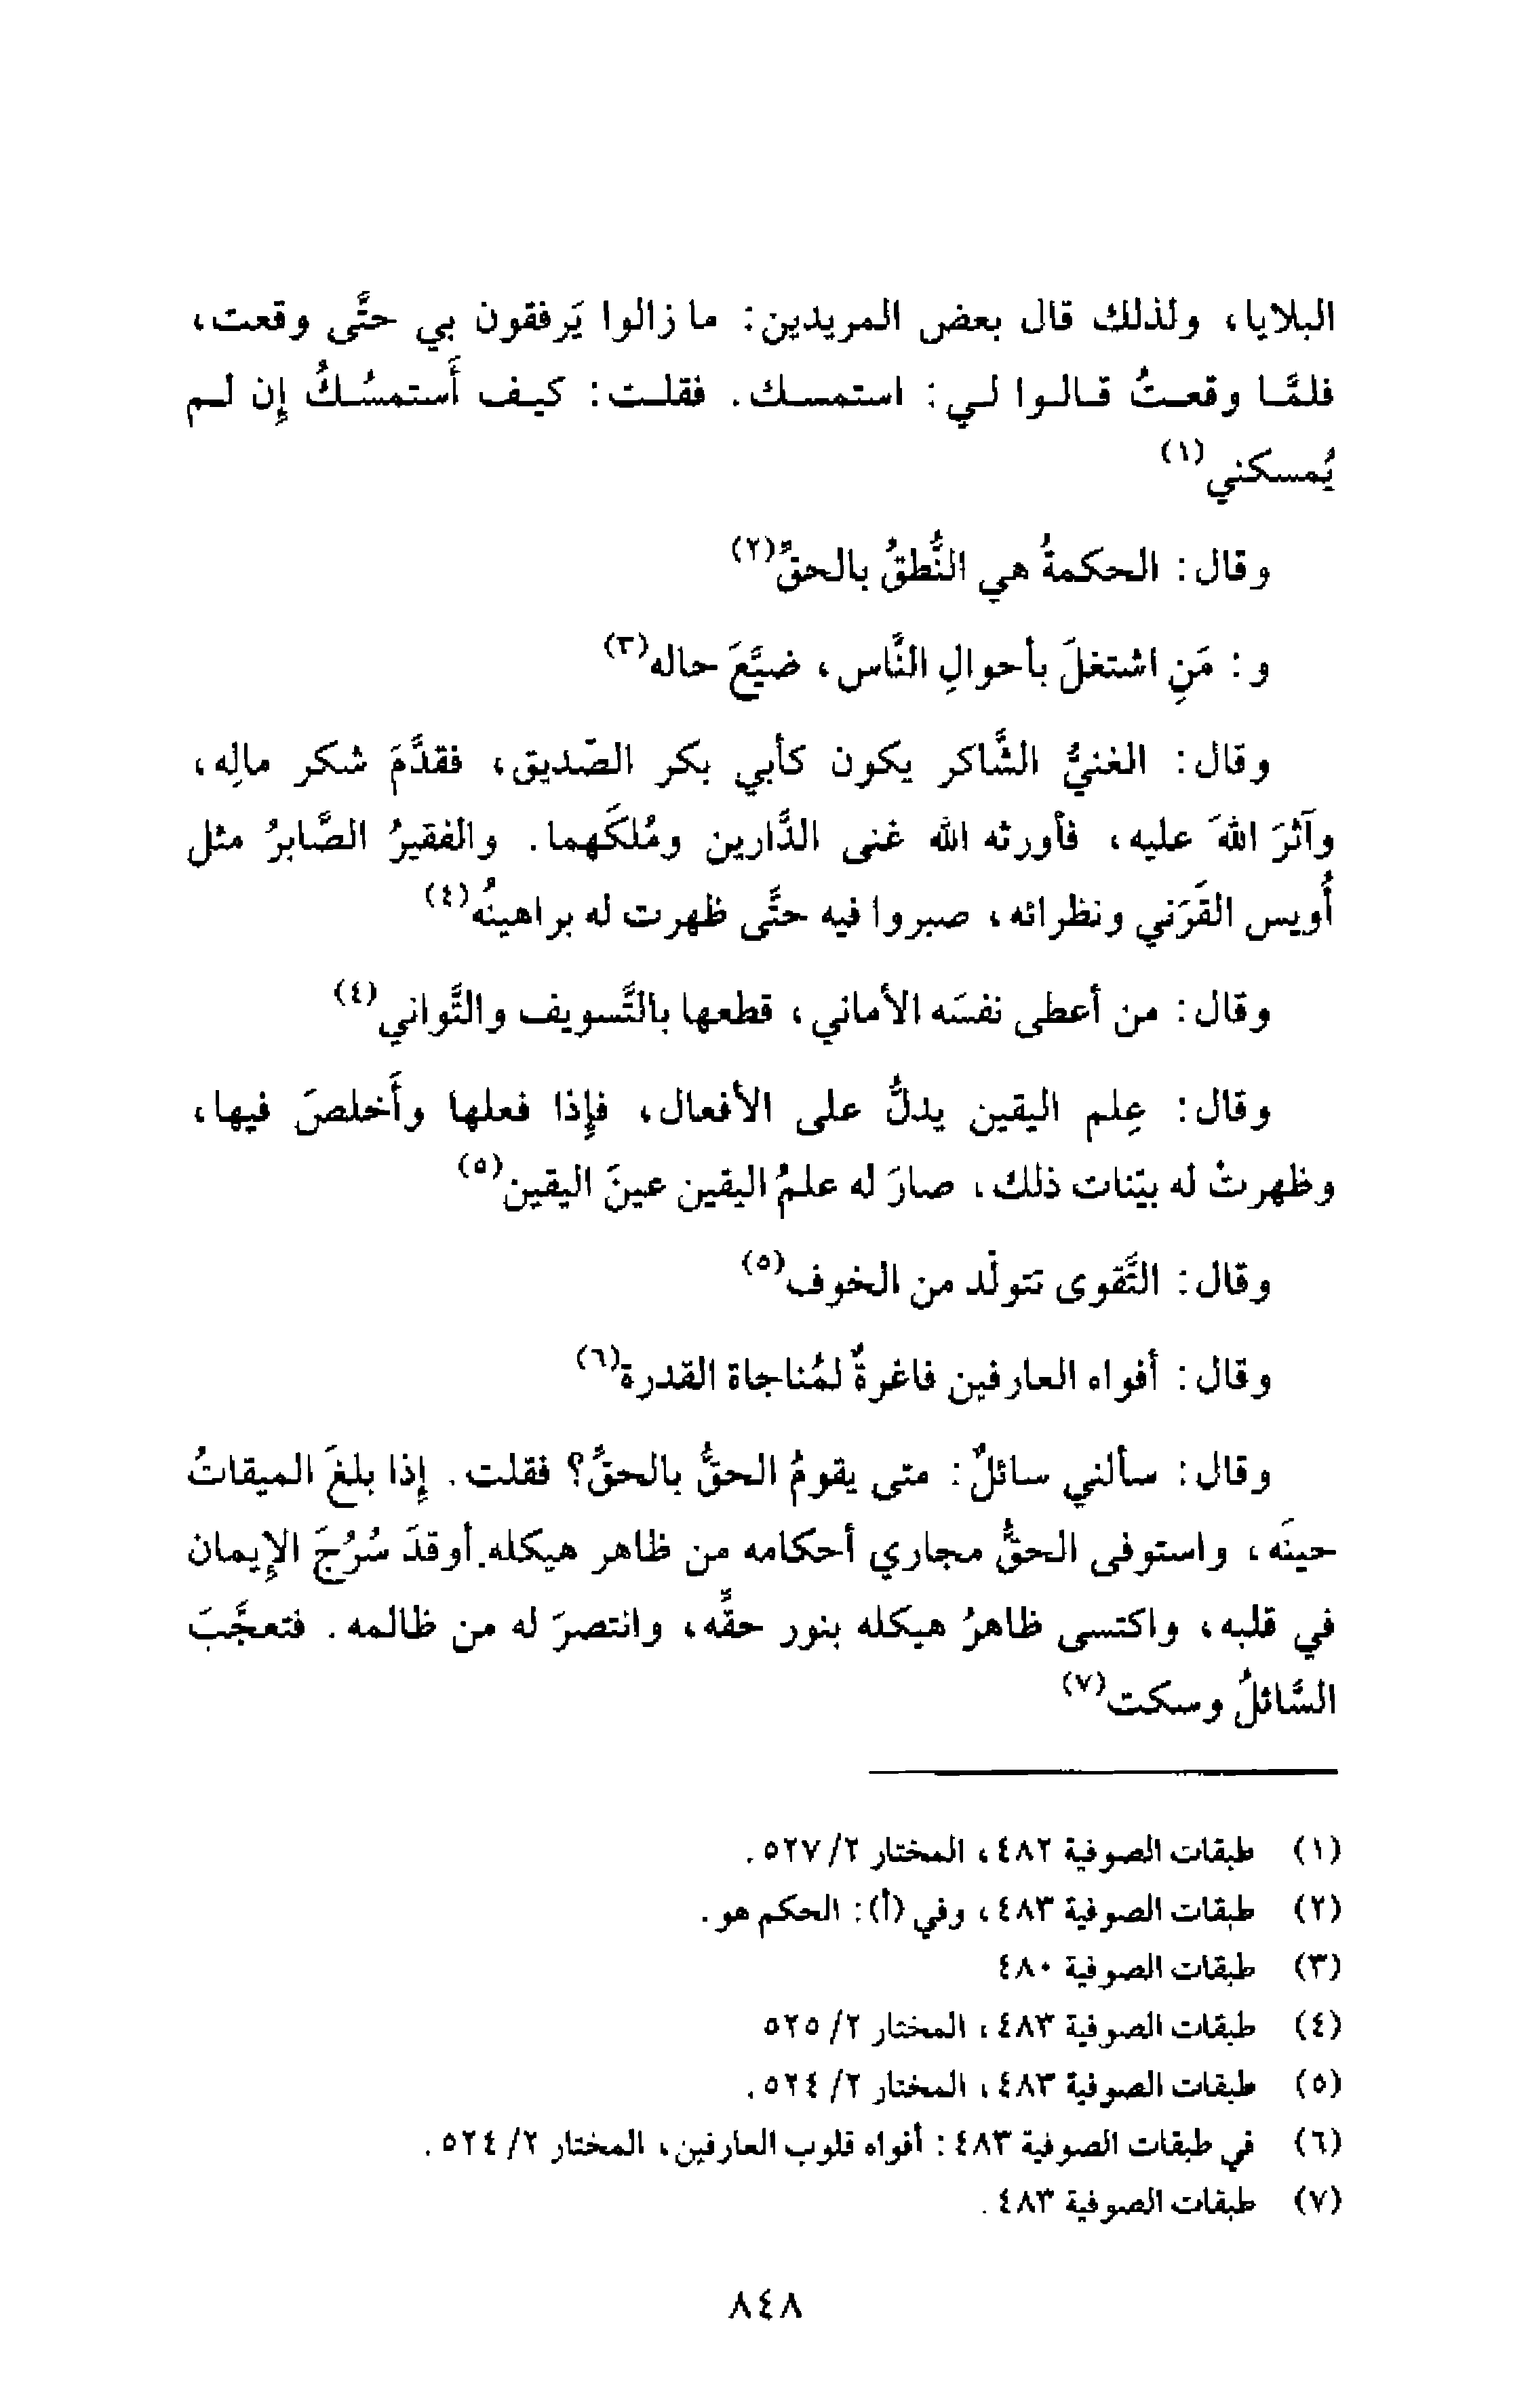 البلايا، ولذلك قال بعض المريدين: ما زالوا يَرفقون بي حتَّى وقعت،
فلمَّا وقعتُ قالوا لي: استمسك. فقلت: كيف أَستمسُكُ إن لم
يُمسكني(١)
وقال: الحكمةُ هي النُّطقُ بالحقِّ(٢)
و: مَنِ اشتغلَ بأحوالِ النَّاس، ضيَّعَ حاله(٣)
وقال: الغنيُّ الشَّاكر يكون كأبي بكر الصّديق، فقدَّمَ شكر مالِه،
وآثرَ اللهَ عليه، فأورثه الله غنى الدَّارين ومُلكَهما. والفقيرُ الصَّابرُ مثل
أُويس القَرَني ونظرائه، صبروا فيه حتَّى ظهرت له براهينُه(٤)
وقال: من أعطى نفسَه الأماني، قطعها بالتَّسويف والتَّواني(٤)
وقال: عِلم اليقين يدلُّ على الأفعال، فإذا فعلها وأَخلصَ فيها،
وظهرتْ له بيّنات ذلك، صارَ له علمُ اليقين عينَ اليقين(٥)
وقال: التَّقوى تتولّد من الخوف(٥)
وقال: أفواه العارفين فاغرةٌ لمُناجاة القدرة(٦)
وقال: سألني سائلٌ: متى يقومُ الحقُّ بالحقِّ؟ فقلت. إذا بلغَ الميقاتُ
حينَه، واستوفى الحقُّ مجاري أحكامه من ظاهر هيكله.أوقدَ سُرُجَ الإيمان
في قلبه، واكتسى ظاهرُ هيكله بنور حقِّه، وانتصرَ له من ظالمه. فتعجَّبَ
السَّائلُ وسكت(٧)
(١) طبقات الصوفية ٤٨٢، المختار ٢/ ٥٢٧.
(٢) طبقات الصوفية ٤٨٣، وفي (أ): الحكم هو.
(٣) طبقات الصوفية ٤٨٠
(٤) طبقات الصوفية ٤٨٣، المختار ٢/ ٥٢٥
(٥) طبقات الصوفية ٤٨٣، المختار ٢/ ٥٢٤.
(٦) في طبقات الصوفية ٤٨٣: أفواه قلوب العارفين، المختار ٢/ ٥٢٤.
(٧) طبقات الصوفية ٤٨٣.
٨٤٨